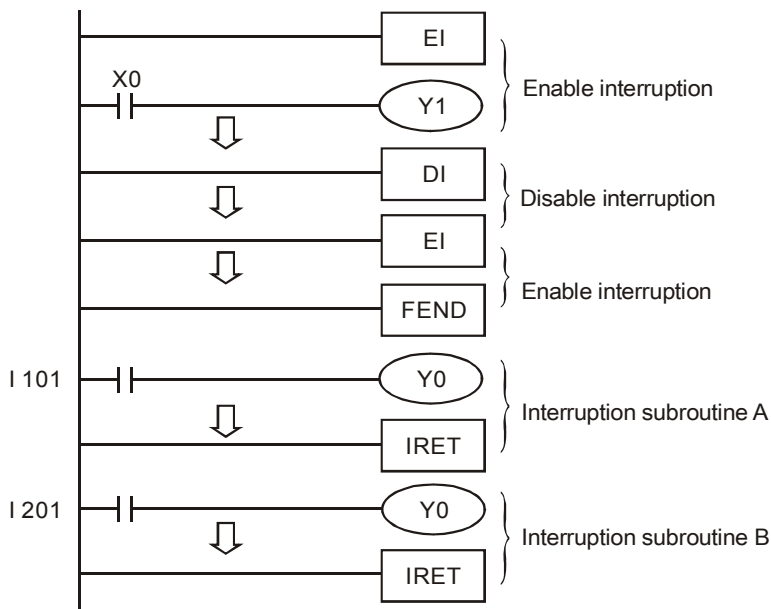 EI
Enable interruption
X0
Y1
DI
Disable interruption
EI
Enable interruption
FEND
I 101
Y0
Interruption subroutine A
IRET
I 201
Y0
Interruption subroutine B
IRET